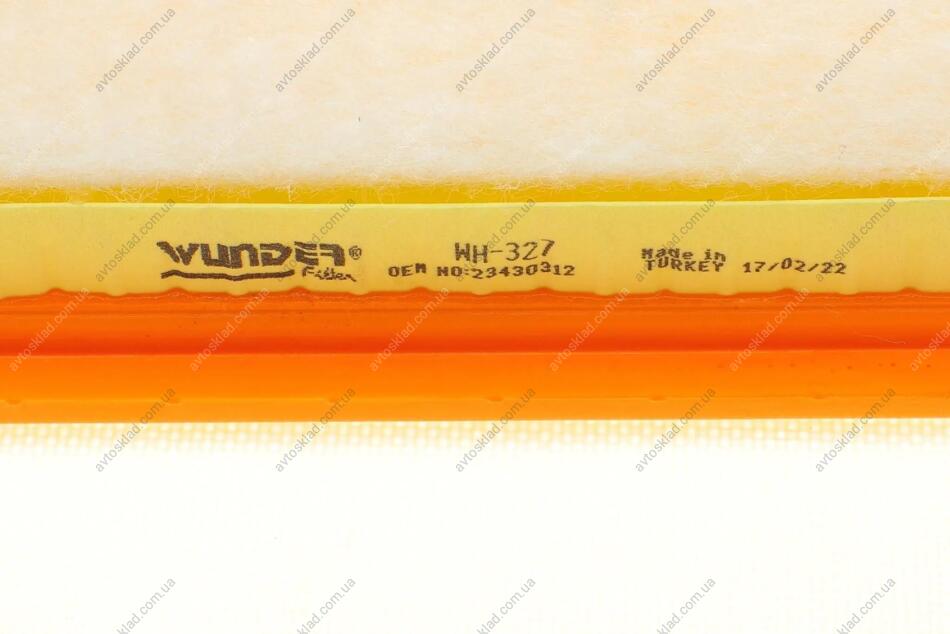 WUNDER®
Filter
WH-327
OEM NO:23430312
Made in
TURKEY 17/02/22
avtosklad.com.ua